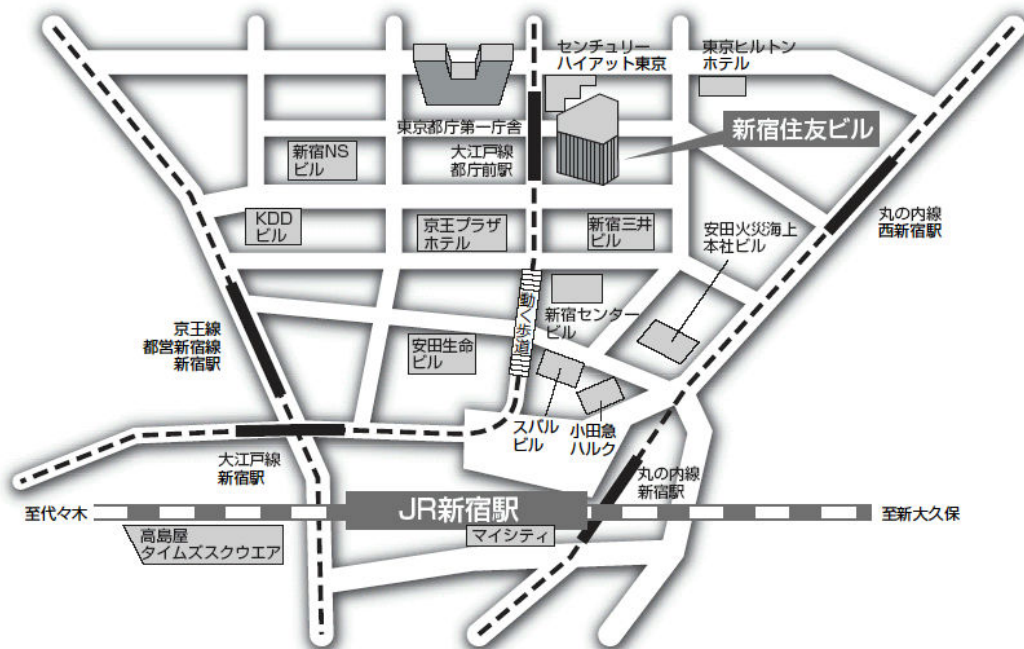 センチュリー
ハイアット東京
東京ヒルトン
ホテル
東京都庁第一庁舎
新宿住友ビル
新宿NS
ビル
大江戸線
都庁前駅
KDD
ビル
京王プラザ
ホテル
新宿三井
ビル
安田火災海上
本社ビル
丸の内線
西新宿駅
動く歩道
新宿センター
ビル
京王線
都営新宿線
新宿駅
安田生命
ビル
スバル
ビル
小田急
ハルク
大江戸線
新宿駅
丸の内線
新宿駅
至代々木
JR新宿駅
至新大久保
高島屋
タイムズスクウエア
マイシティ